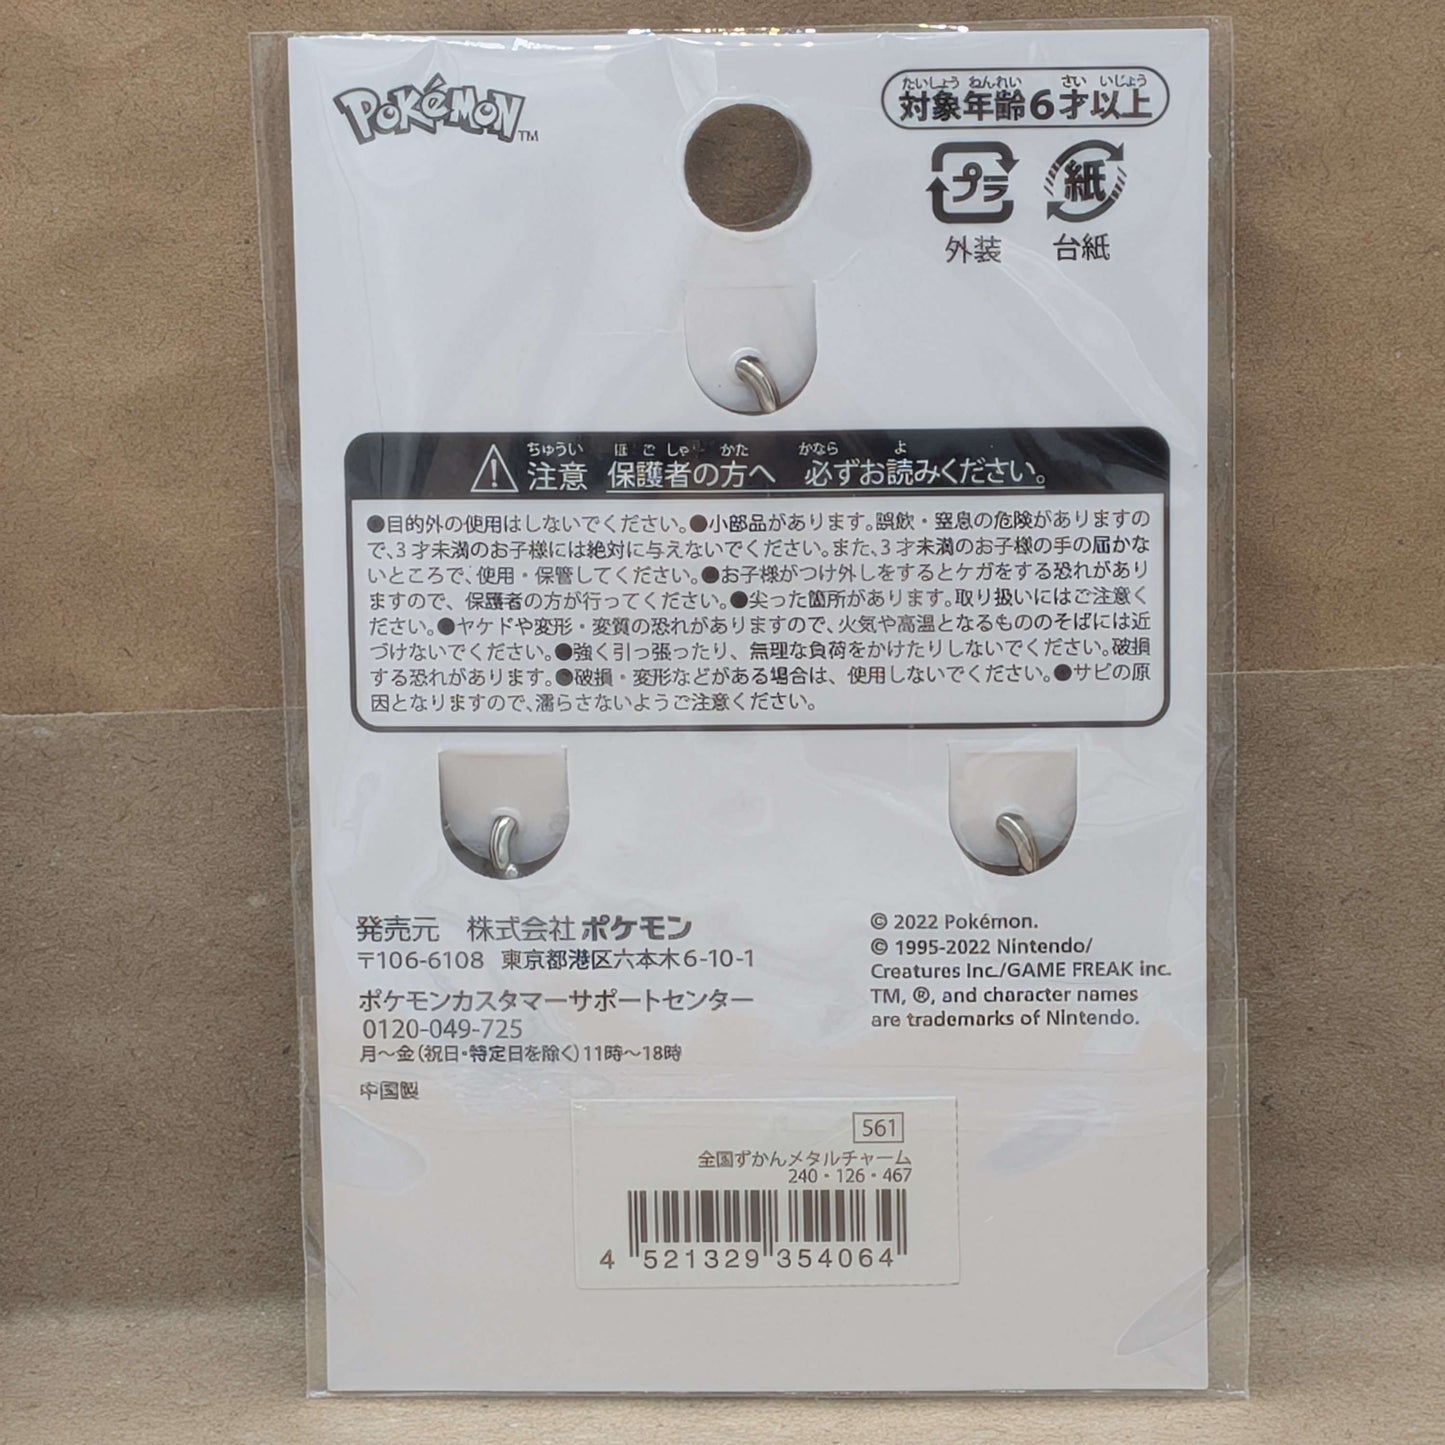 POKéMON™
たいしょう ねんれい さい いじょう
対象年齢6才以上
プラ 紙
外装 台紙
ちゅうい ほごしゃ かた かなら よ
注意 保護者の方へ 必ずお読みください。
●目的外の使用はしないでください。●小部品があります。誤飲・窒息の危険がありますの
で、3才未満のお子様には絶対に与えないでください。また、3才未満のお子様の手の届かな
いところで、使用・保管してください。●お子様がつけ外しをするとケガをする恐れがあり
ますので、保護者の方が行ってください。●尖った箇所があります。取り扱いにはご注意く
ださい。●ヤケドや変形・変質の恐れがありますので、火気や高温となるもののそばには近
づけないでください。●強く引っ張ったり、無理な負荷をかけたりしないでください。破損
する恐れがあります。●破損・変形などがある場合は、使用しないでください。●サビの原
因となりますので、濡らさないようご注意ください。
発売元 株式会社ポケモン
〒106-6108 東京都港区六本木6-10-1
ポケモンカスタマーサポートセンター
0120-049-725
月～金(祝日・特定日を除く)11時～18時
中国製
© 2022 Pokémon.
© 1995-2022 Nintendo/
Creatures Inc./GAME FREAK inc.
TM, ®, and character names
are trademarks of Nintendo.
561
全国ずかんメタルチャーム
240・126・467
4 521329 354064